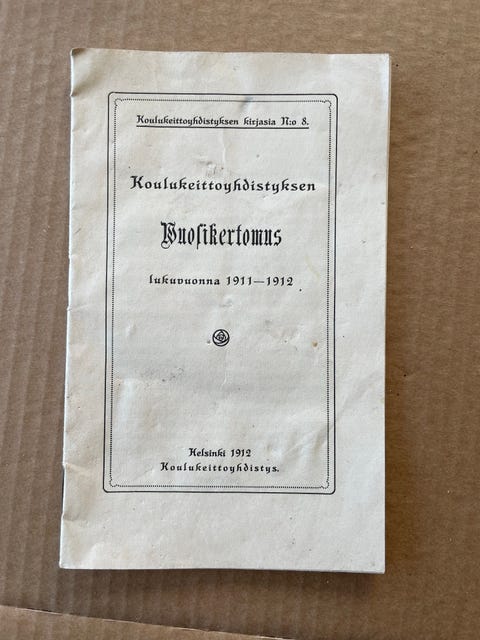 Koulukeittoyhdistyksen kirjasia N:o 8.
Koulukeittoyhdistyksen
Vuosikertomus
lukuvuonna 1911—1912
Helsinki 1912
Koulukeittoyhdistys.